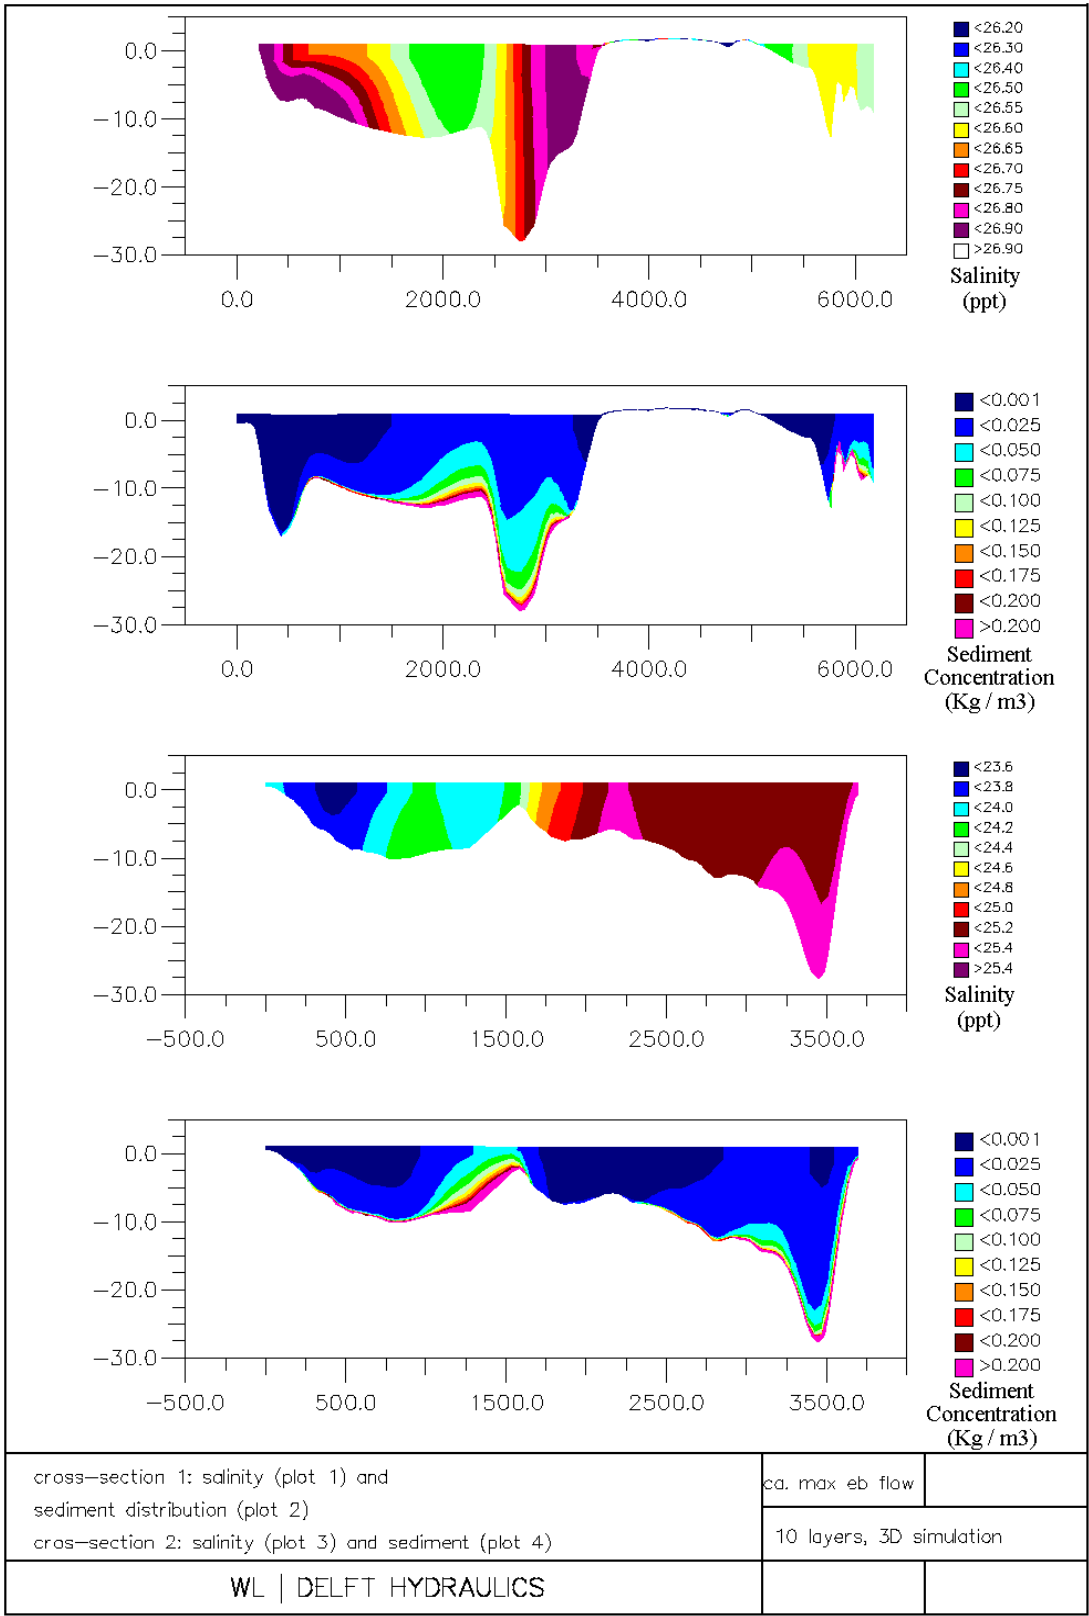 0.0
−10.0
−20.0
−30.0
0.0 2000.0 4000.0 6000.0
<26.20
<26.30
<26.40
<26.50
<26.55
<26.60
<26.65
<26.70
<26.75
<26.80
<26.90
>26.90
Salinity
(ppt)
0.0
−10.0
−20.0
−30.0
0.0 2000.0 4000.0 6000.0
<0.001
<0.025
<0.050
<0.075
<0.100
<0.125
<0.150
<0.175
<0.200
>0.200
Sediment
Concentration
(Kg / m3)
0.0
−10.0
−20.0
−30.0
−500.0 500.0 1500.0 2500.0 3500.0
<23.6
<23.8
<24.0
<24.2
<24.4
<24.6
<24.8
<25.0
<25.2
<25.4
>25.4
Salinity
(ppt)
0.0
−10.0
−20.0
−30.0
−500.0 500.0 1500.0 2500.0 3500.0
<0.001
<0.025
<0.050
<0.075
<0.100
<0.125
<0.150
<0.175
<0.200
>0.200
Sediment
Concentration
(Kg / m3)
cross−section 1: salinity (plot 1) and
sediment distribution (plot 2)
cros−section 2: salinity (plot 3) and sediment (plot 4)
ca. max eb flow
10 layers, 3D simulation
WL | DELFT HYDRAULICS